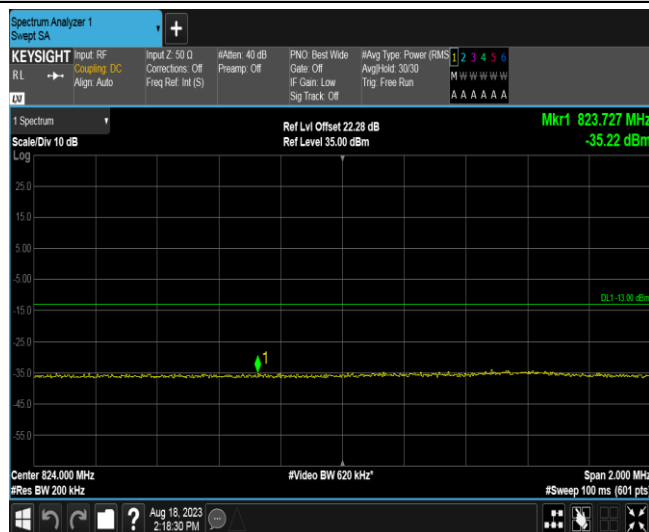 Spectrum Analyzer 1
Swept SA
+
KEYSIGHT
RL
LXI
Input: RF
Coupling: DC
Align: Auto
Input Z: 50 Ω
Corrections: Off
Freq Ref: Int (S)
#Atten: 40 dB
Preamp: Off
PNO: Best Wide
Gate: Off
IF Gain: Low
Sig Track: Off
#Avg Type: Power (RMS
Avg|Hold: 30/30
Trig: Free Run
1 2 3 4 5 6
M W W W W W
A A A A A A
1 Spectrum
Scale/Div 10 dB
Log
Ref Lvl Offset 22.28 dB
Ref Level 35.00 dBm
Mkr1 823.727 MHz
-35.22 dBm
25.0
15.0
5.00
-5.00
DL1 -13.00 dBm
-15.0
-25.0
1
-35.0
-45.0
-55.0
Center 824.000 MHz
#Res BW 200 kHz
#Video BW 620 kHz*
Span 2.000 MHz
#Sweep 100 ms (601 pts)
?
Aug 18, 2023
2:18:30 PM